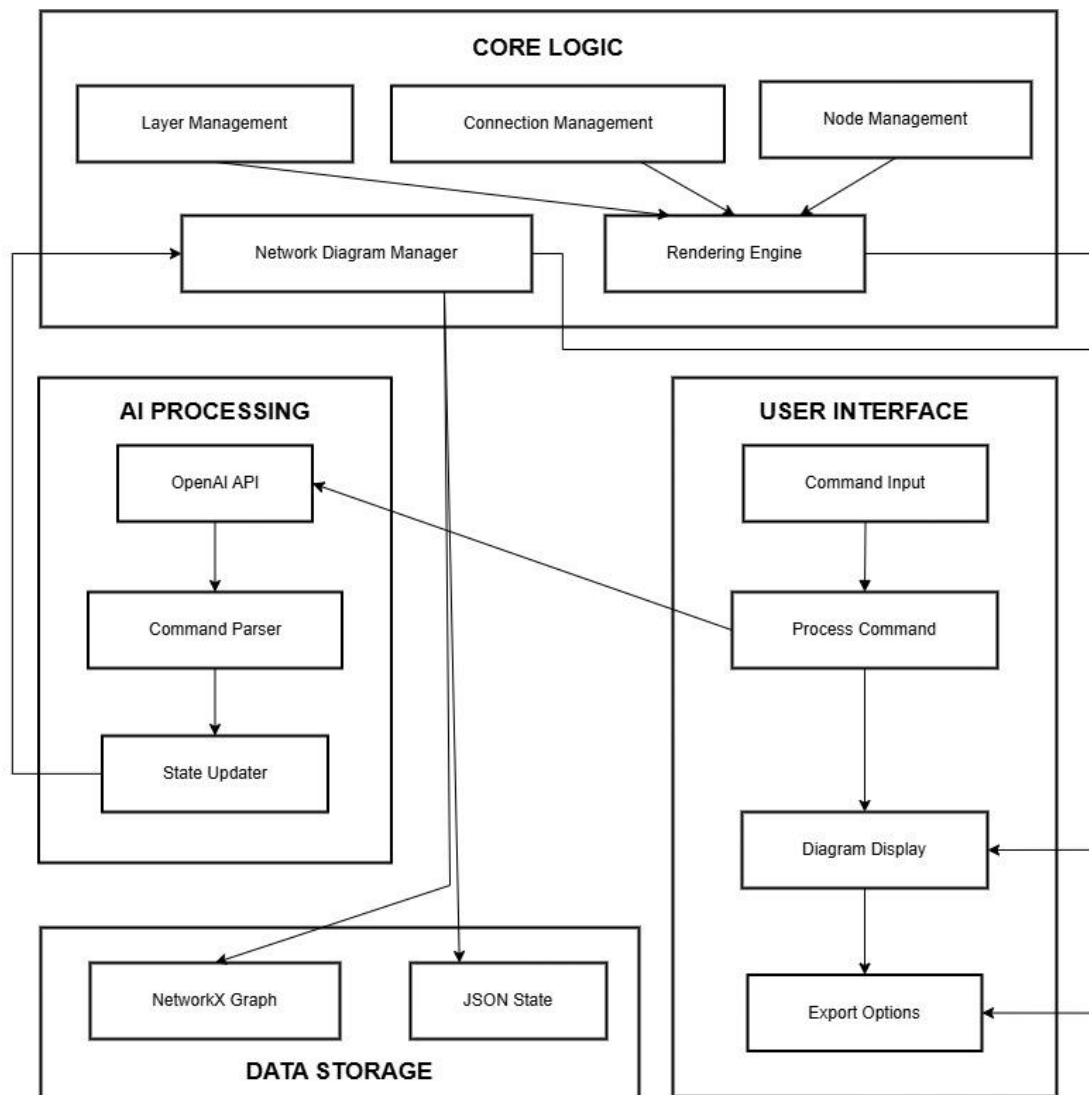 CORE LOGIC
Layer Management
Connection Management
Node Management
Network Diagram Manager
Rendering Engine
AI PROCESSING
OpenAI API
Command Parser
State Updater
USER INTERFACE
Command Input
Process Command
Diagram Display
Export Options
NetworkX Graph
JSON State
DATA STORAGE